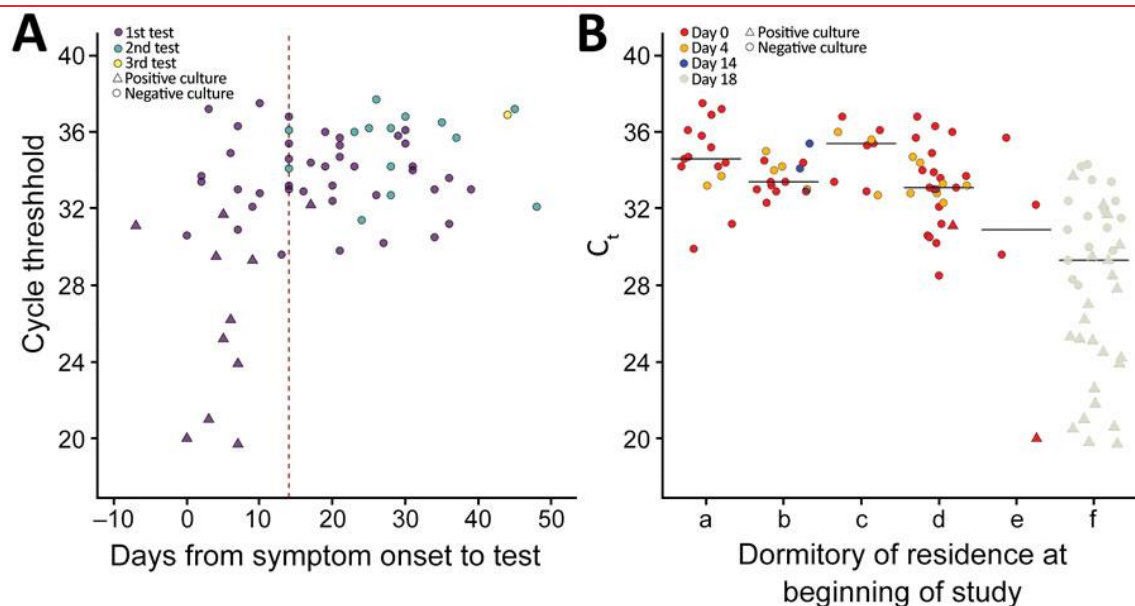 A
1st test
2nd test
3rd test
Positive culture
Negative culture
40
36
32
28
24
20
Cycle threshhold
–10 0 10 20 30 40 50
Days from symptom onset to test
B
Day 0 Positive culture
Day 4 Negative culture
Day 14
Day 18
40
36
32
28
24
20
Ct
a b c d e f
Dormitory of residence at
beginning of study